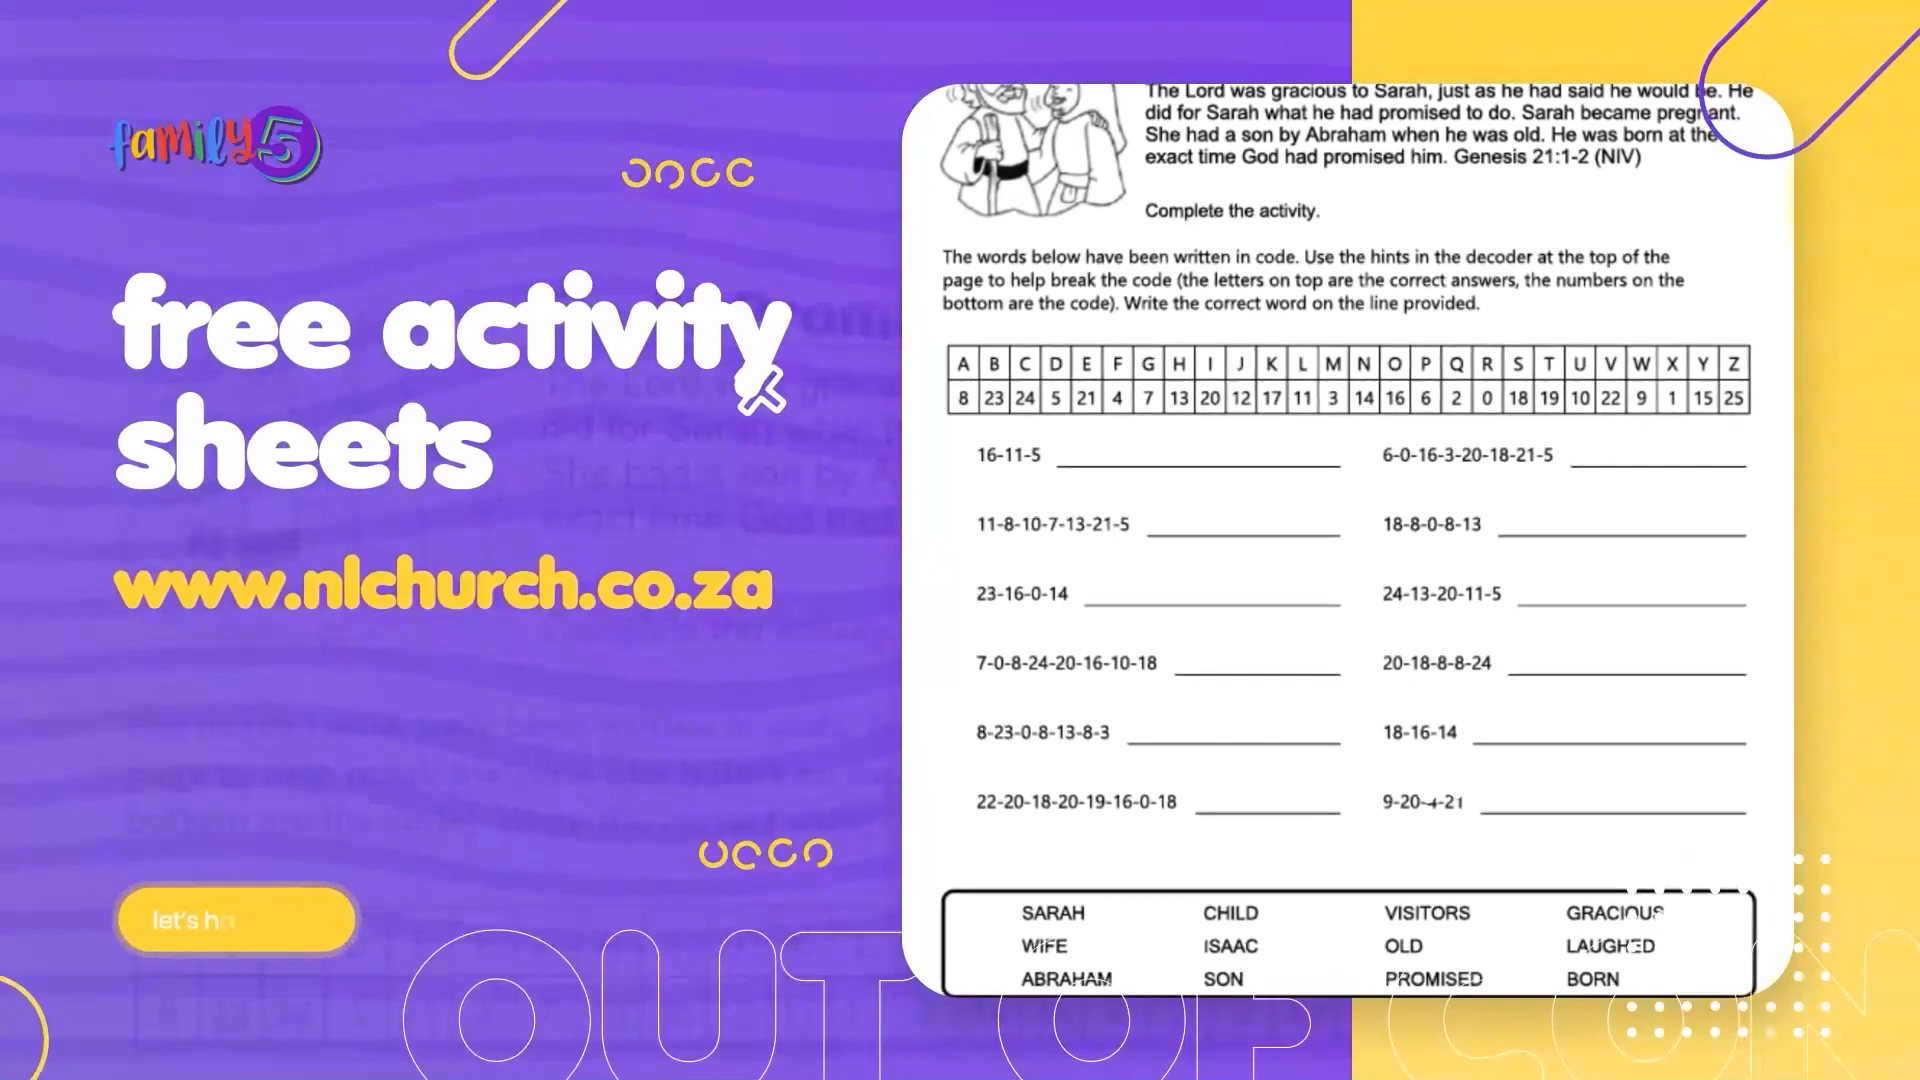 family5
free activity
sheets
www.nlchurch.co.za
let's ha
The Lord was gracious to Sarah, just as he had said he would be. He
did for Sarah what he had promised to do. Sarah became pregnant.
She had a son by Abraham when he was old. He was born at the
exact time God had promised him. Genesis 21:1-2 (NIV)
Complete the activity.
The words below have been written in code. Use the hints in the decoder at the top of the
page to help break the code (the letters on top are the correct answers, the numbers on the
bottom are the code). Write the correct word on the line provided.
A B C D E F G H I J K L M N O P Q R S T U V W X Y Z
8 23 24 5 21 4 7 13 20 12 17 11 3 14 16 6 2 0 18 19 10 22 9 1 15 25
16-11-5 6-0-16-3-20-18-21-5
11-8-10-7-13-21-5 18-8-0-8-13
23-16-0-14 24-13-20-11-5
7-0-8-24-20-16-10-18 20-18-8-8-24
8-23-0-8-13-8-3 18-16-14
22-20-18-20-19-16-0-18 9-20-4-21
SARAH CHILD VISITORS GRACIOUS
WIFE ISAAC OLD LAUGHED
ABRAHAM SON PROMISED BORN
OUT OF CON